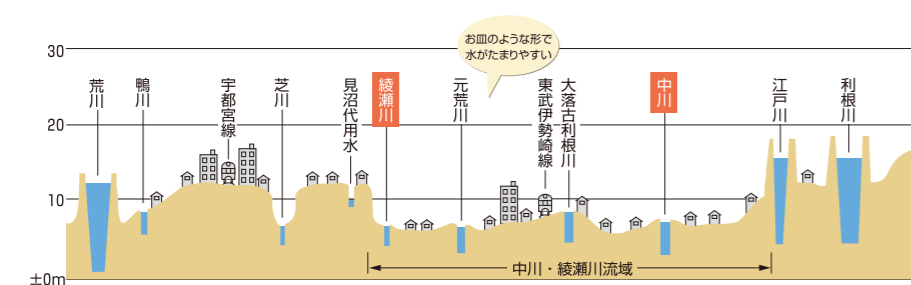 お皿のような形で
水がたまりやすい
30
20
10
±0m
荒川
鴨川
宇都宮線
芝川
見沼代用水
綾瀬川
元荒川
東武伊勢崎線
大落古利根川
中川
江戸川
利根川
中川・綾瀬川流域